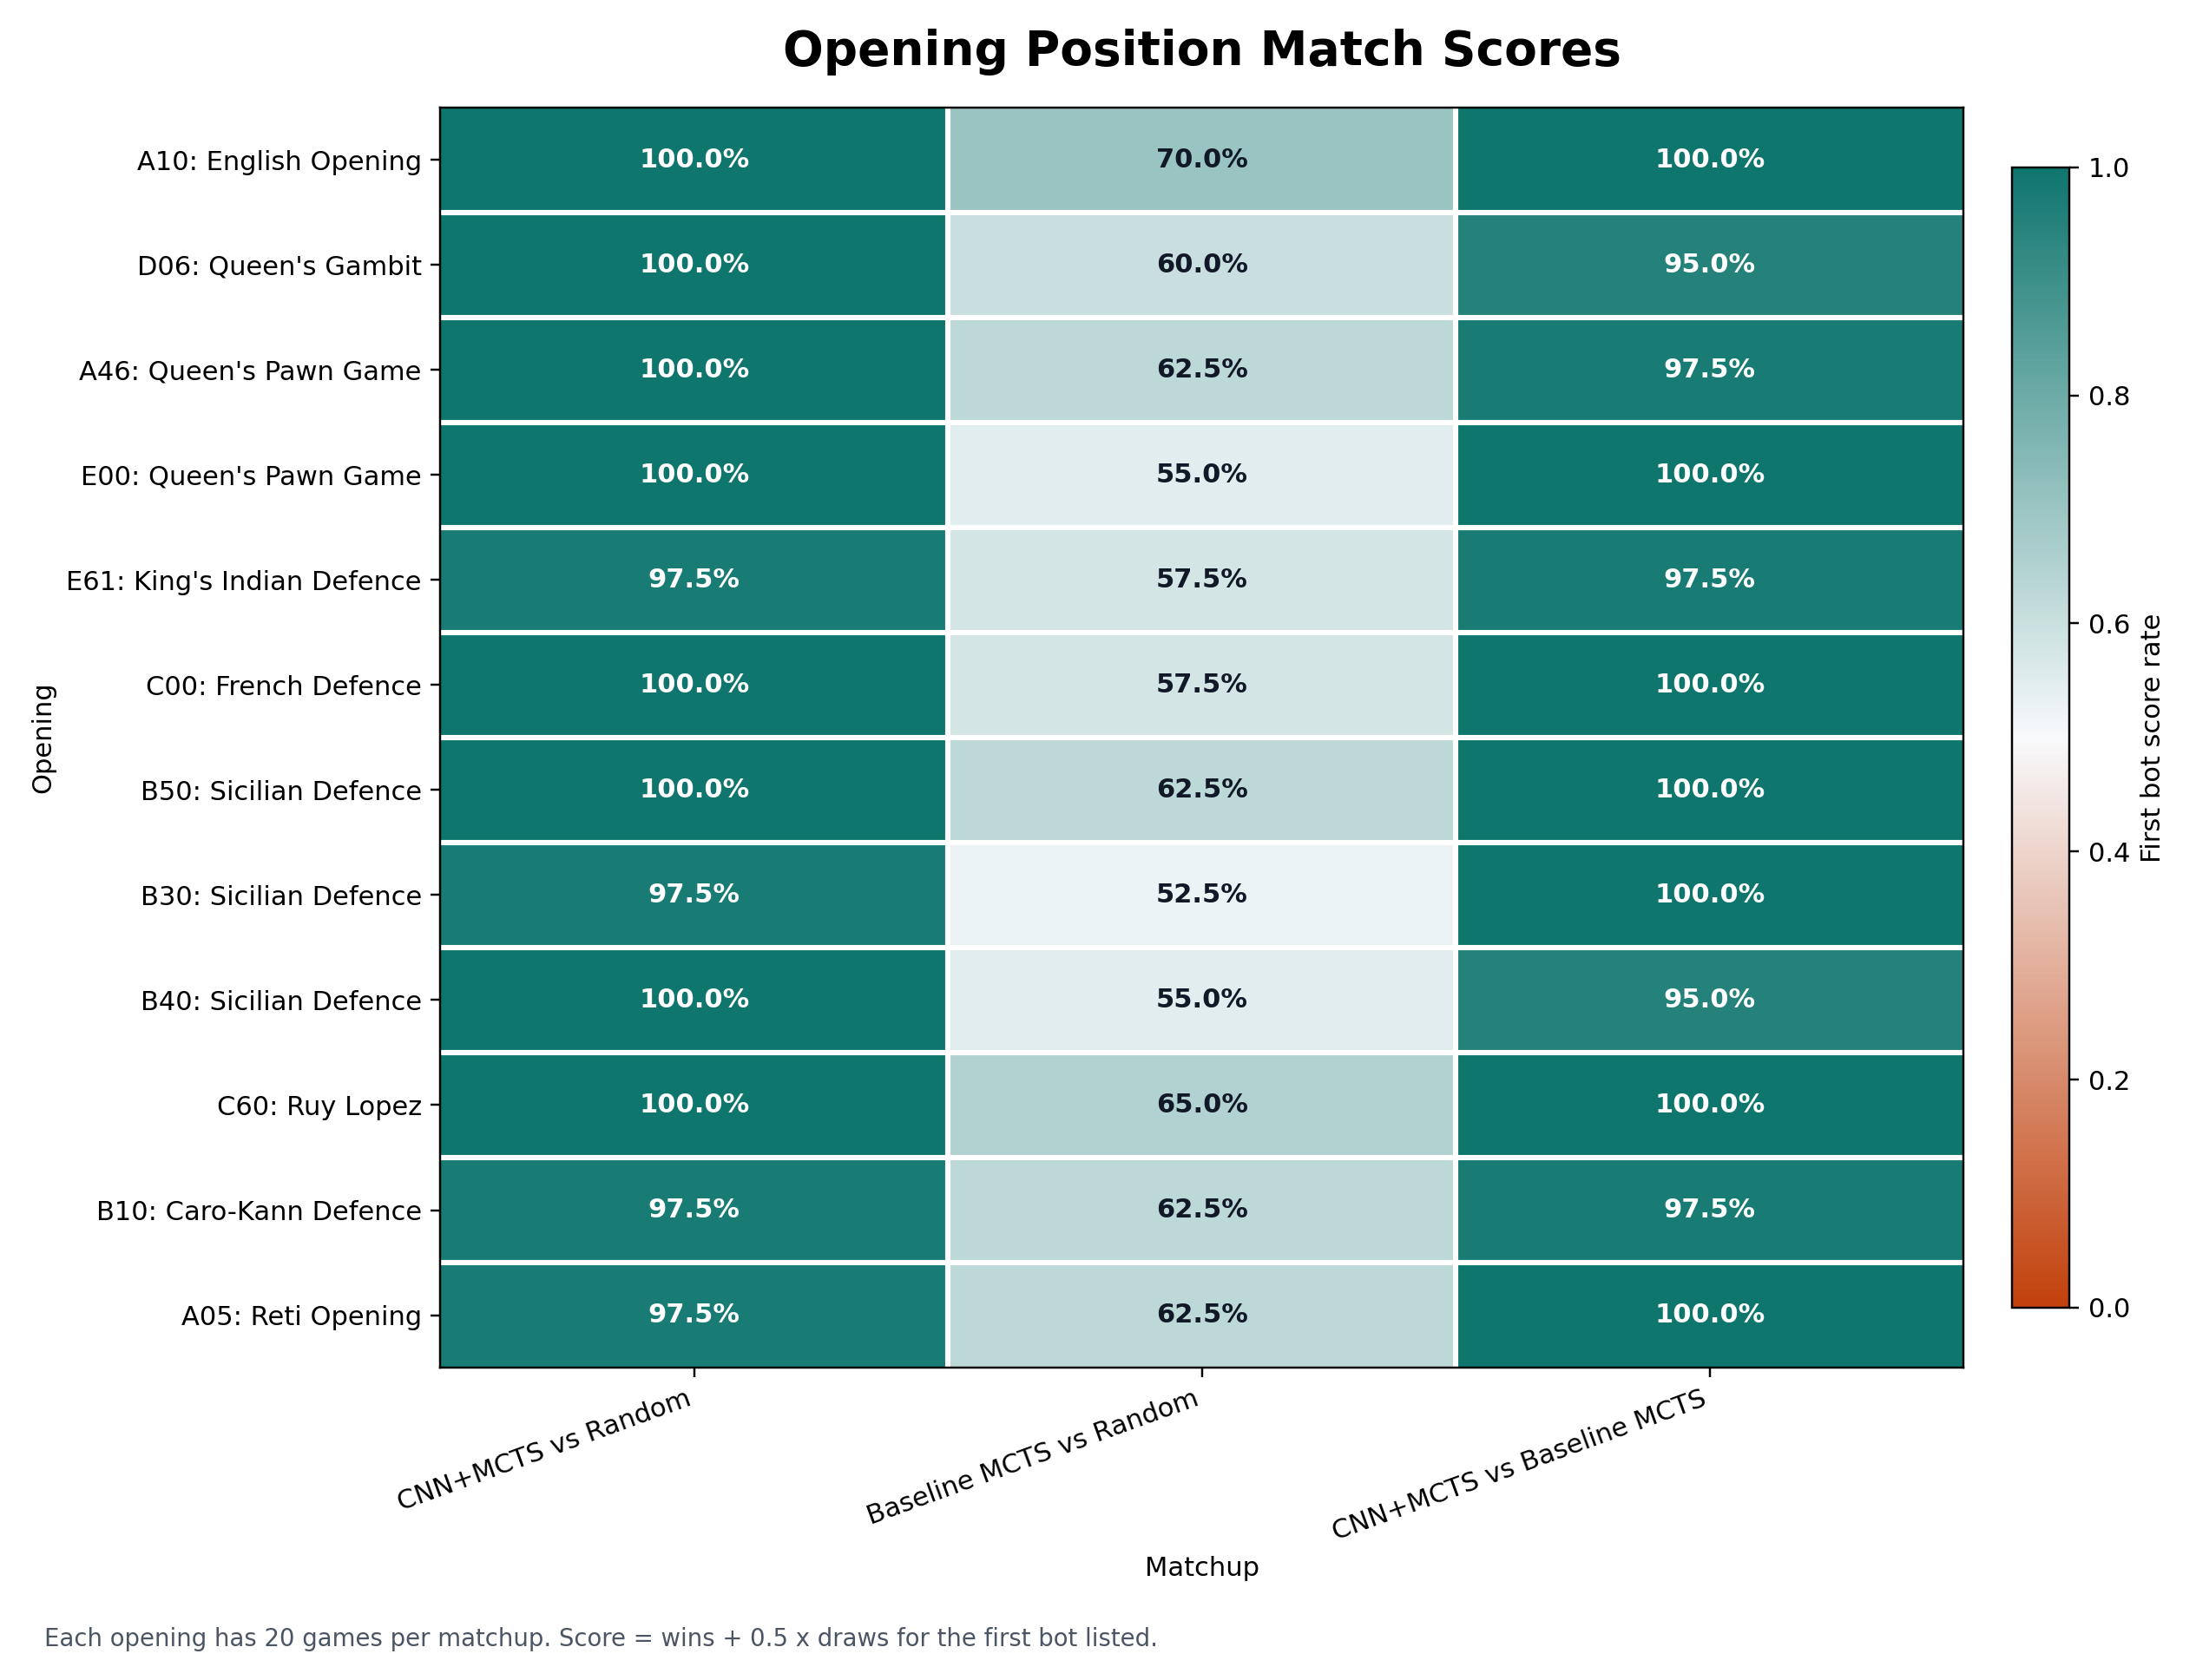 Opening Position Match Scores
A10: English Opening 100.0% 70.0% 100.0%
D06: Queen's Gambit 100.0% 60.0% 95.0%
A46: Queen's Pawn Game 100.0% 62.5% 97.5%
E00: Queen's Pawn Game 100.0% 55.0% 100.0%
E61: King's Indian Defence 97.5% 57.5% 97.5%
C00: French Defence 100.0% 57.5% 100.0%
B50: Sicilian Defence 100.0% 62.5% 100.0%
B30: Sicilian Defence 97.5% 52.5% 100.0%
B40: Sicilian Defence 100.0% 55.0% 95.0%
C60: Ruy Lopez 100.0% 65.0% 100.0%
B10: Caro-Kann Defence 97.5% 62.5% 97.5%
A05: Reti Opening 97.5% 62.5% 100.0%
Opening
CNN+MCTS vs Random
Baseline MCTS vs Random
CNN+MCTS vs Baseline MCTS
Matchup
1.0
0.8
0.6
0.4
0.2
0.0
First bot score rate
Each opening has 20 games per matchup. Score = wins + 0.5 x draws for the first bot listed.